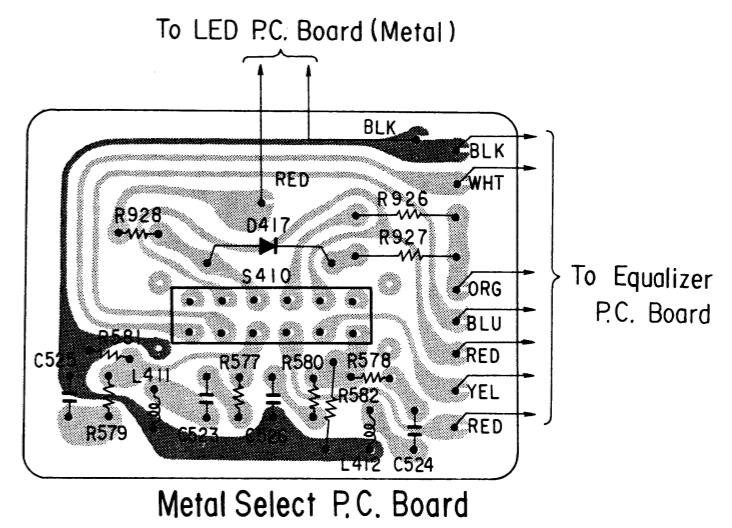 To LED P.C. Board (Metal)
BLK
BLK
WHT
RED
R926
R928
D417
R927
S410
ORG
To Equalizer
P.C. Board
BLU
R581
RED
C525
L411
R577
R580
R578
YEL
R582
R579
C523
C526
RED
L412
C524
Metal Select P.C. Board